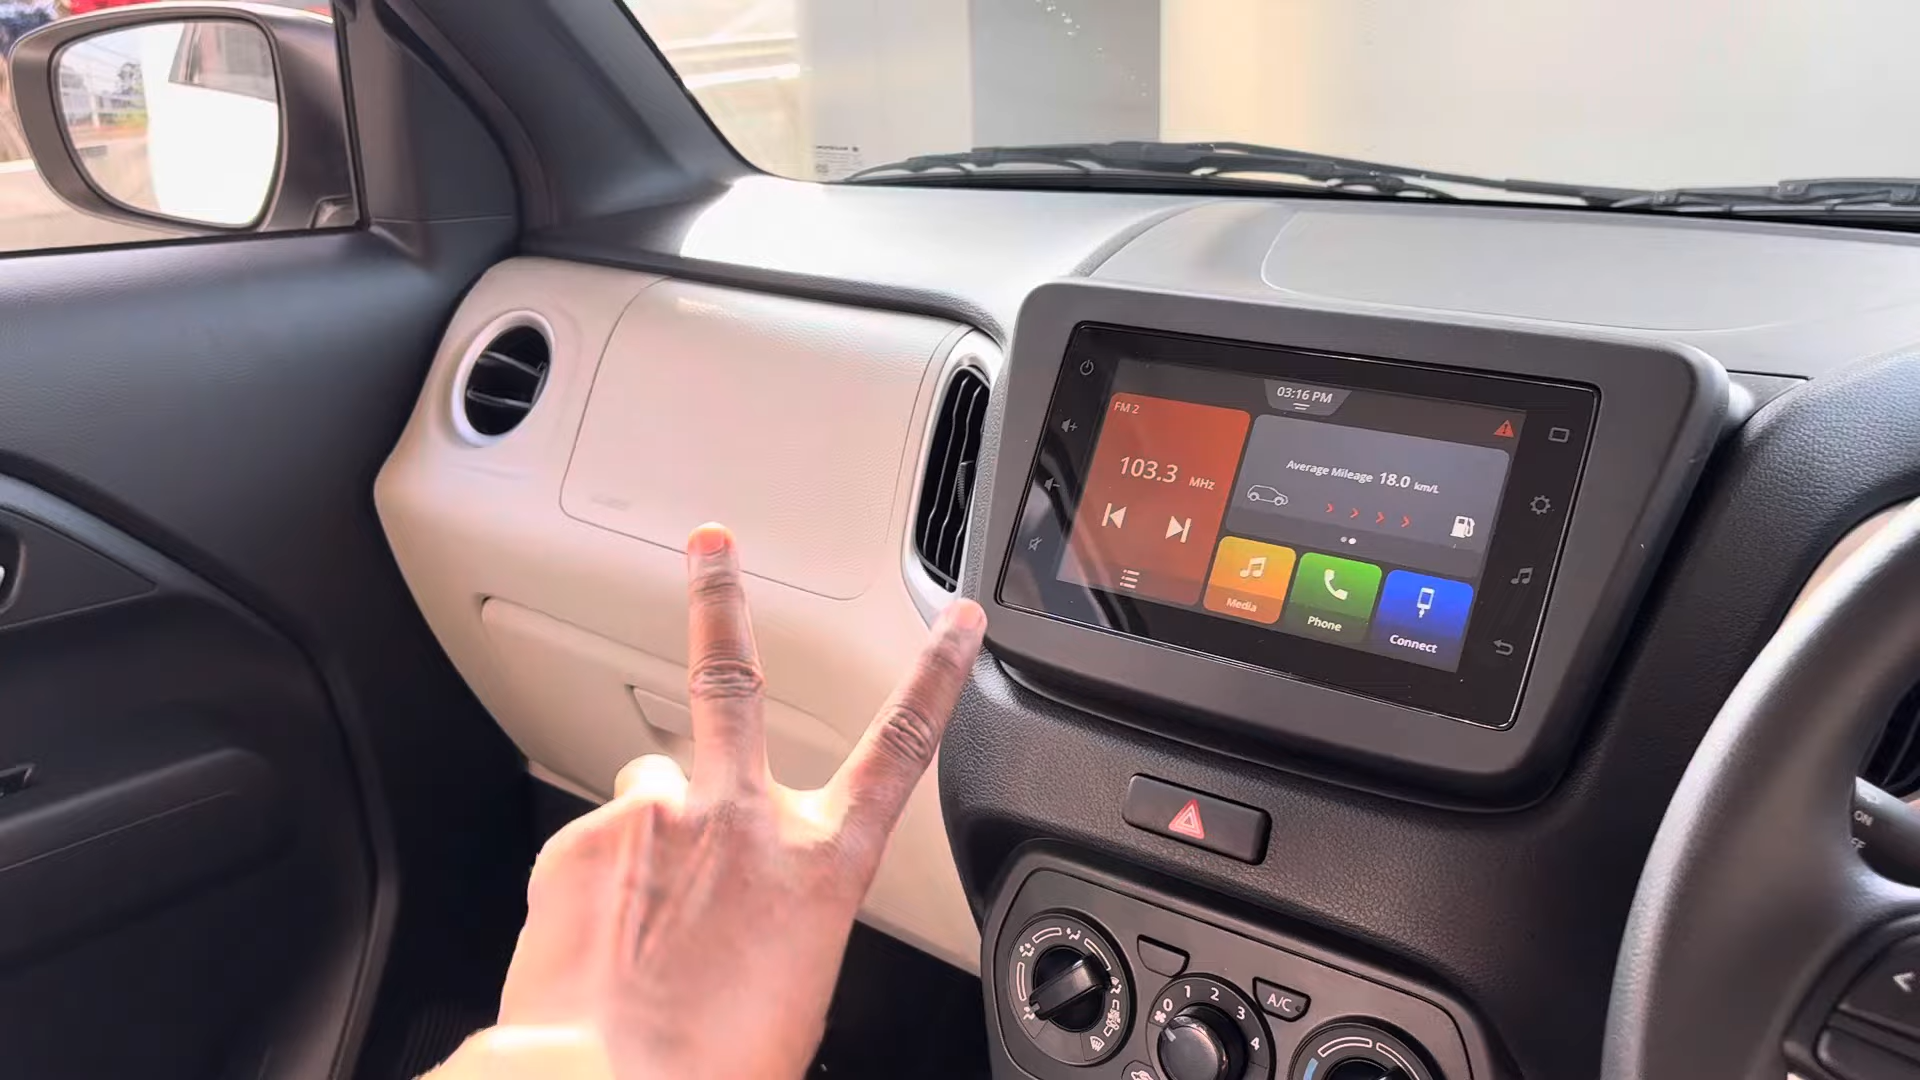 03:16 PM
FM 2
103.3 MHz
Average Mileage 18.0 km/L
Media
Phone
Connect
ON
0 1 2 3 4
A/C